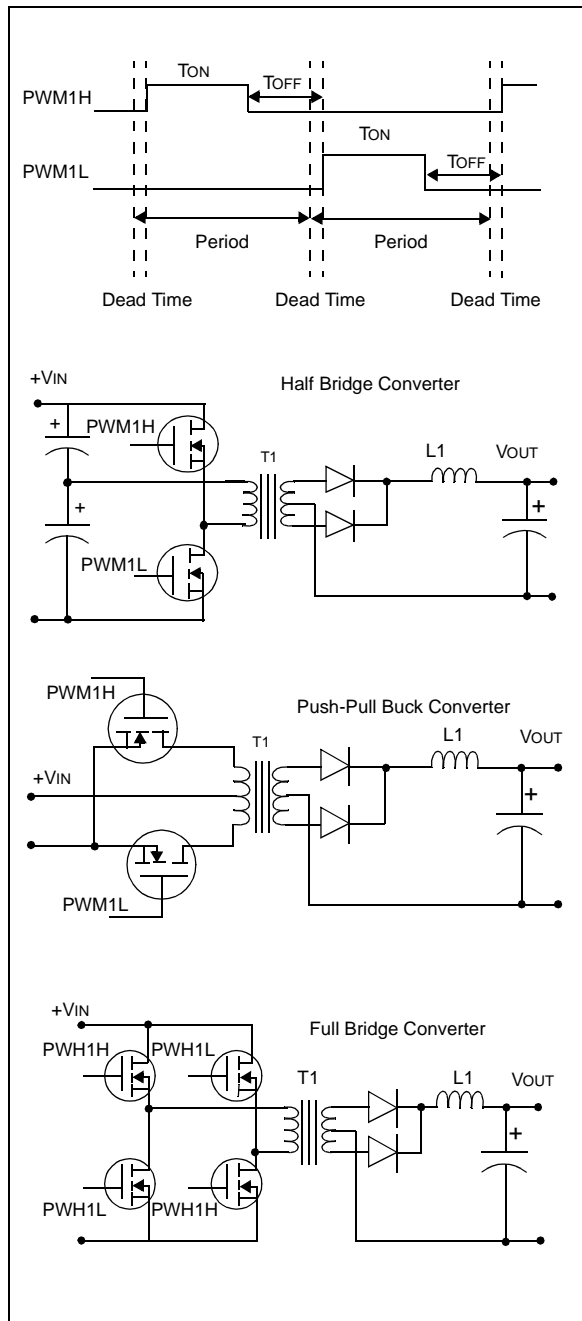 TON
TOFF
PWM1H
TON
TOFF
PWM1L
Period
Period
Dead Time
Dead Time
Dead Time
+VIN
Half Bridge Converter
+
PWM1H
T1
L1
VOUT
+
+
PWM1L
PWM1H
Push-Pull Buck Converter
T1
L1
VOUT
+VIN
+
PWM1L
+VIN
Full Bridge Converter
PWH1H
PWH1L
T1
L1
VOUT
+
PWH1L
PWH1H